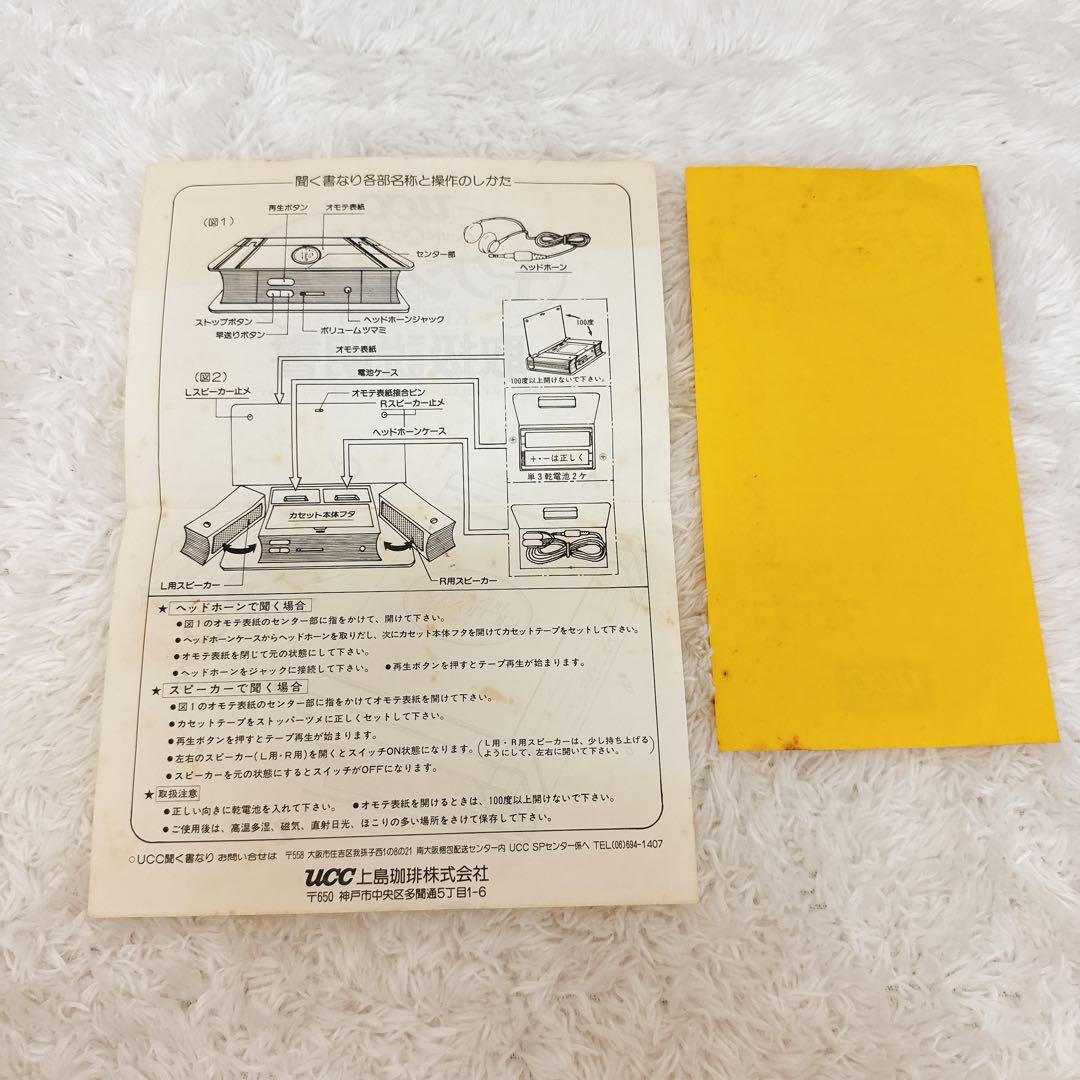 聞く書なり各部名称と操作のしかた
(図1)
再生ボタン
オモテ表紙
センター部
ヘッドホーン
ストップボタン
早送りボタン
ボリュームツマミ
ヘッドホーンジャック
100度
100度以上開けないで下さい。
(図2)
オモテ表紙
電池ケース
Lスピーカー止メ
オモテ表紙接合ピン
Rスピーカー止メ
ヘッドホーンケース
+・-は正しく
単3乾電池2ケ
カセット本体フタ
L用スピーカー
R用スピーカー
★ヘッドホーンで聞く場合
●図1のオモテ表紙のセンター部に指をかけて、開けて下さい。
●ヘッドホーンケースからヘッドホーンを取りだし、次にカセット本体フタを開けてカセットテープをセットして下さい。
●オモテ表紙を閉じて元の状態にして下さい。
●ヘッドホーンをジャックに接続して下さい。 ●再生ボタンを押すとテープ再生が始まります。
★スピーカーで聞く場合
●図1のオモテ表紙のセンター部に指をかけてオモテ表紙を開けて下さい。
●カセットテープをストッパーツメに正しくセットして下さい。
●再生ボタンを押すとテープ再生が始まります。
●左右のスピーカー(L用・R用)を開くとスイッチON状態になります。(L用・R用スピーカーは、少し持ち上げるようにして、左右に開いて下さい。)
●スピーカーを元の状態にするとスイッチがOFFになります。
★取扱注意
●正しい向きに乾電池を入れて下さい。 ●オモテ表紙を開けるときは、100度以上開けないで下さい。
●ご使用後は、高温多湿、磁気、直射日光、ほこりの多い場所をさけて保存して下さい。
○UCC聞く書なり お問い合せは 〒558 大阪市住吉区我孫子西1の8の21 南大阪梱包配送センター内 UCC SPセンター係へ TEL(06)694-1407
UCC上島珈琲株式会社
〒650 神戸市中央区多聞通5丁目1-6